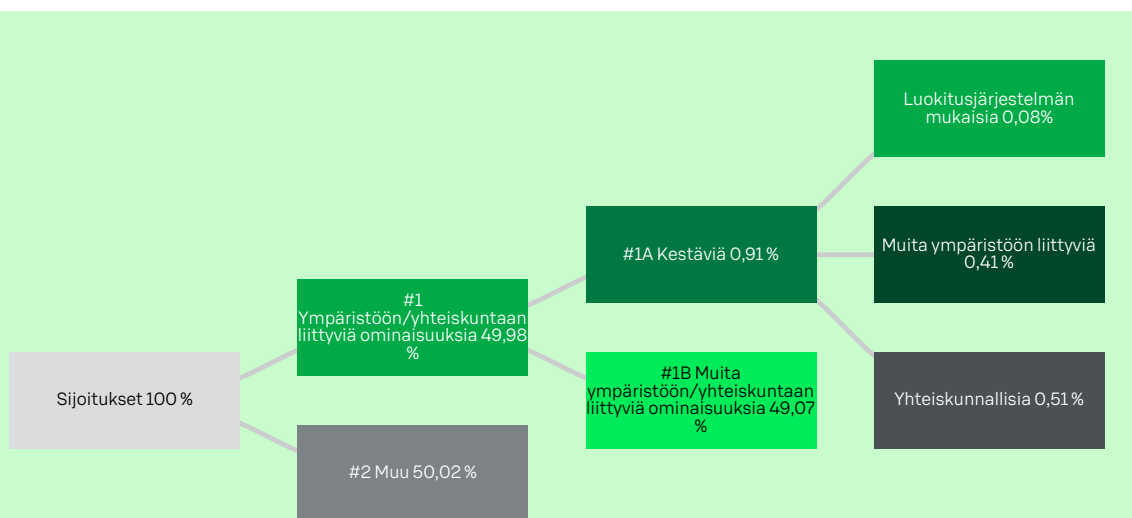 Luokitusjärjestelmän
mukaisia 0,08%
#1A Kestäviä 0,91 %
Muita ympäristöön liittyviä
0,41 %
#1
Ympäristöön/yhteiskuntaan
liittyviä ominaisuuksia 49,98
%
Sijoitukset 100 %
#1B Muita
ympäristöön/yhteiskuntaan
liittyviä ominaisuuksia 49,07
%
Yhteiskunnallisia 0,51 %
#2 Muu 50,02 %